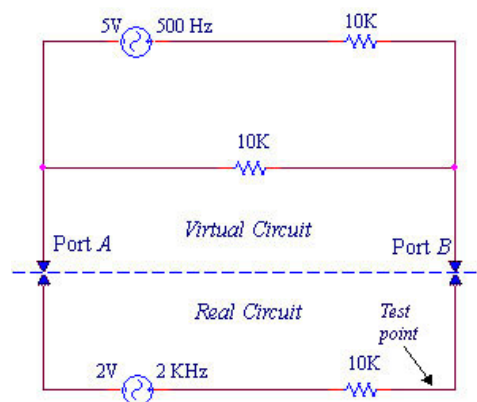 5V 500 Hz 10K
10K
Virtual Circuit
Port A Port B
Real Circuit
Test
point
2V 2 KHz 10K